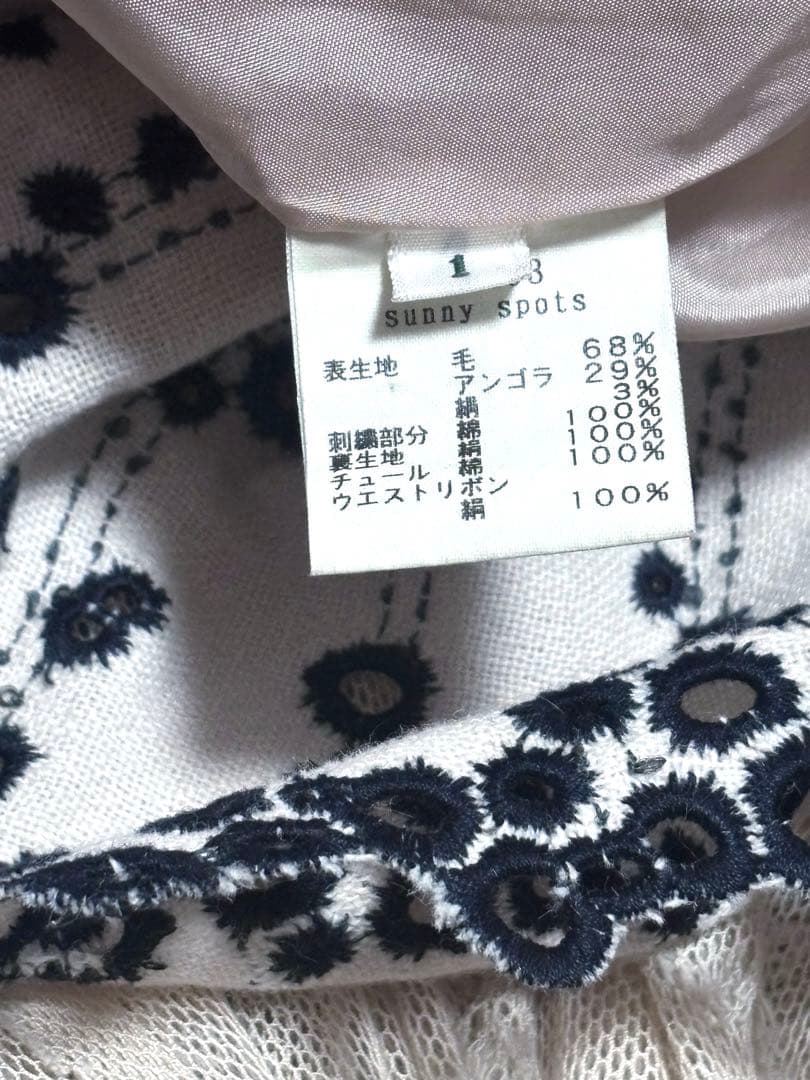 1
3
sunny spots
表生地 毛 68%
アンゴラ 29%
絹 3%
刺繍部分 綿 100%
裏生地 絹 100%
チュール 綿 100%
ウエストリボン
絹 100%